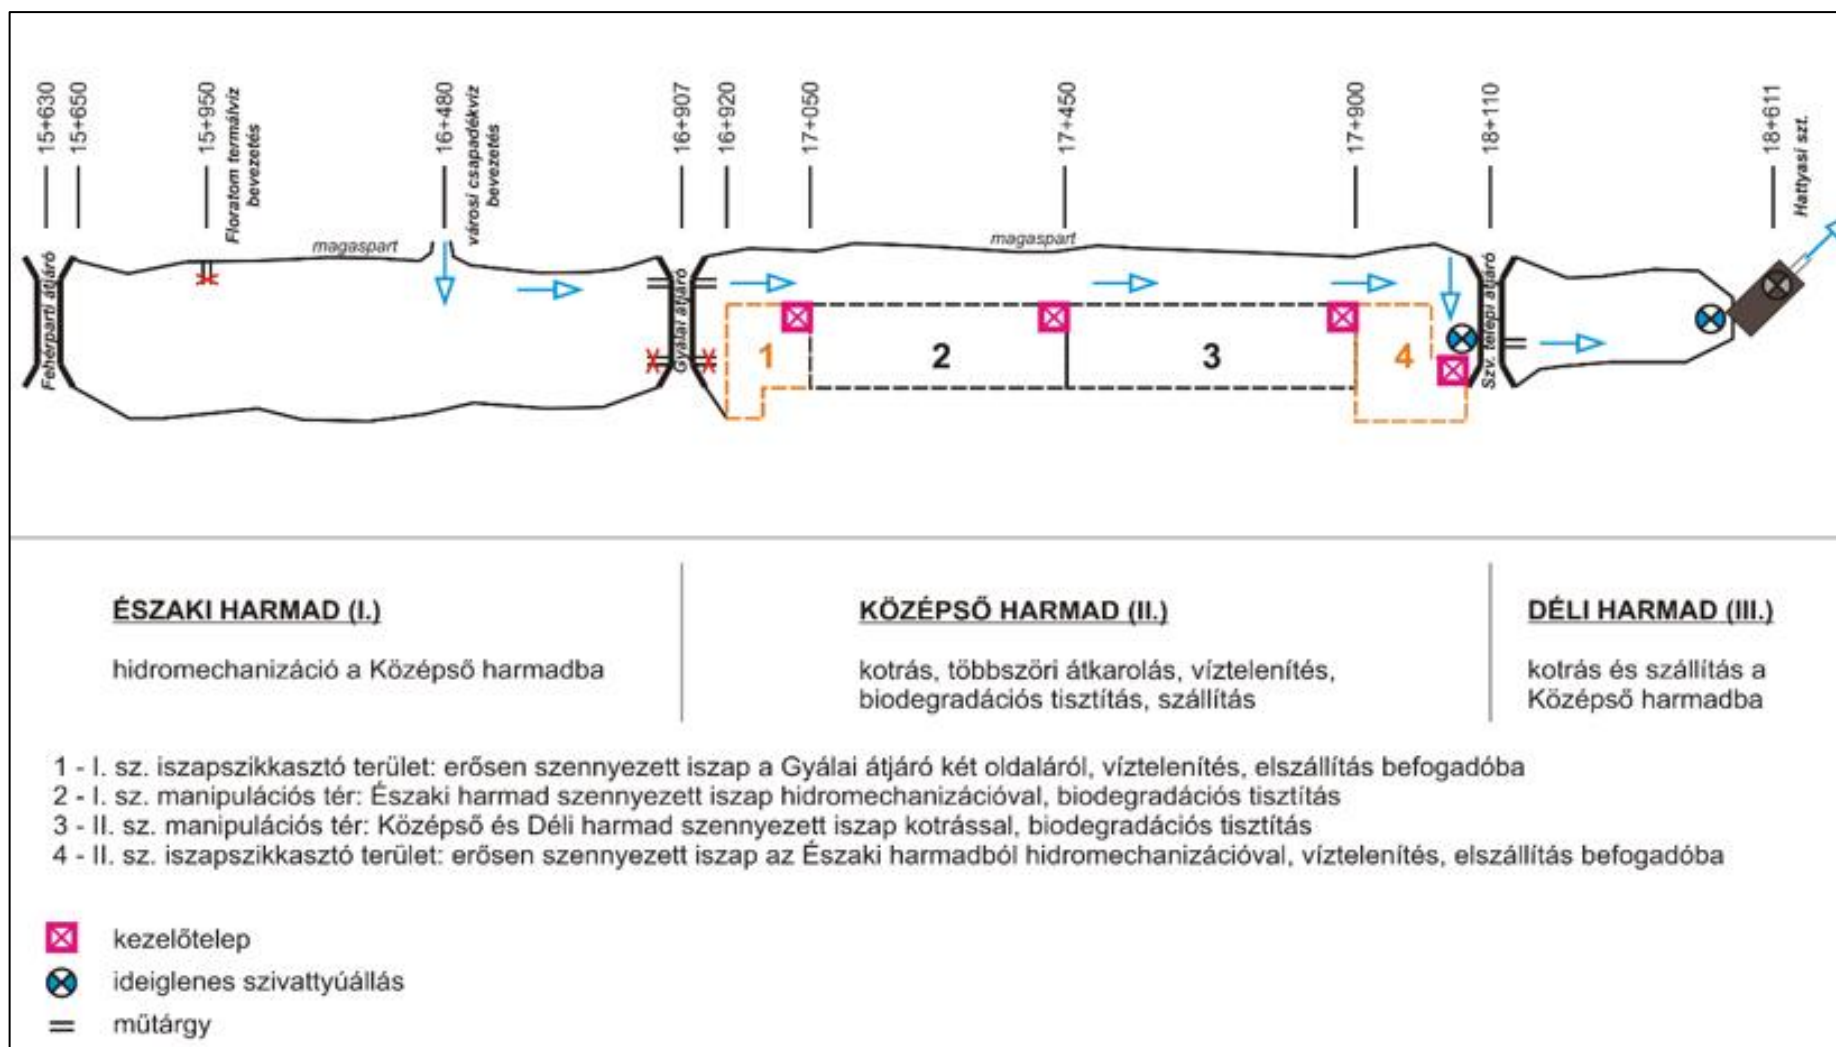 15+630
15+650
15+950
Floratom termálvíz
bevezetés
16+480
városi csapadékvíz
bevezetés
16+907
16+920
17+050
17+450
17+900
18+110
18+611
Hattyasi szt.
Fehérparti átjáró
magaspart
Gyálai átjáró
magaspart
Szv. telepi átjáró
1
2
3
4
ÉSZAKI HARMAD (I.)
hidromechanizáció a Középső harmadba
KÖZÉPSŐ HARMAD (II.)
kotrás, többszöri átkarolás, víztelenítés,
biodegradációs tisztítás, szállítás
DÉLI HARMAD (III.)
kotrás és szállítás a
Középső harmadba
1 - I. sz. iszapszikkasztó terület: erősen szennyezett iszap a Gyálai átjáró két oldaláról, víztelenítés, elszállítás befogadóba
2 - I. sz. manipulációs tér: Északi harmad szennyezett iszap hidromechanizációval, biodegradációs tisztítás
3 - II. sz. manipulációs tér: Középső és Déli harmad szennyezett iszap kotrással, biodegradációs tisztítás
4 - II. sz. iszapszikkasztó terület: erősen szennyezett iszap az Északi harmadból hidromechanizációval, víztelenítés, elszállítás befogadóba
kezelőtelep
ideiglenes szivattyúállás
műtárgy